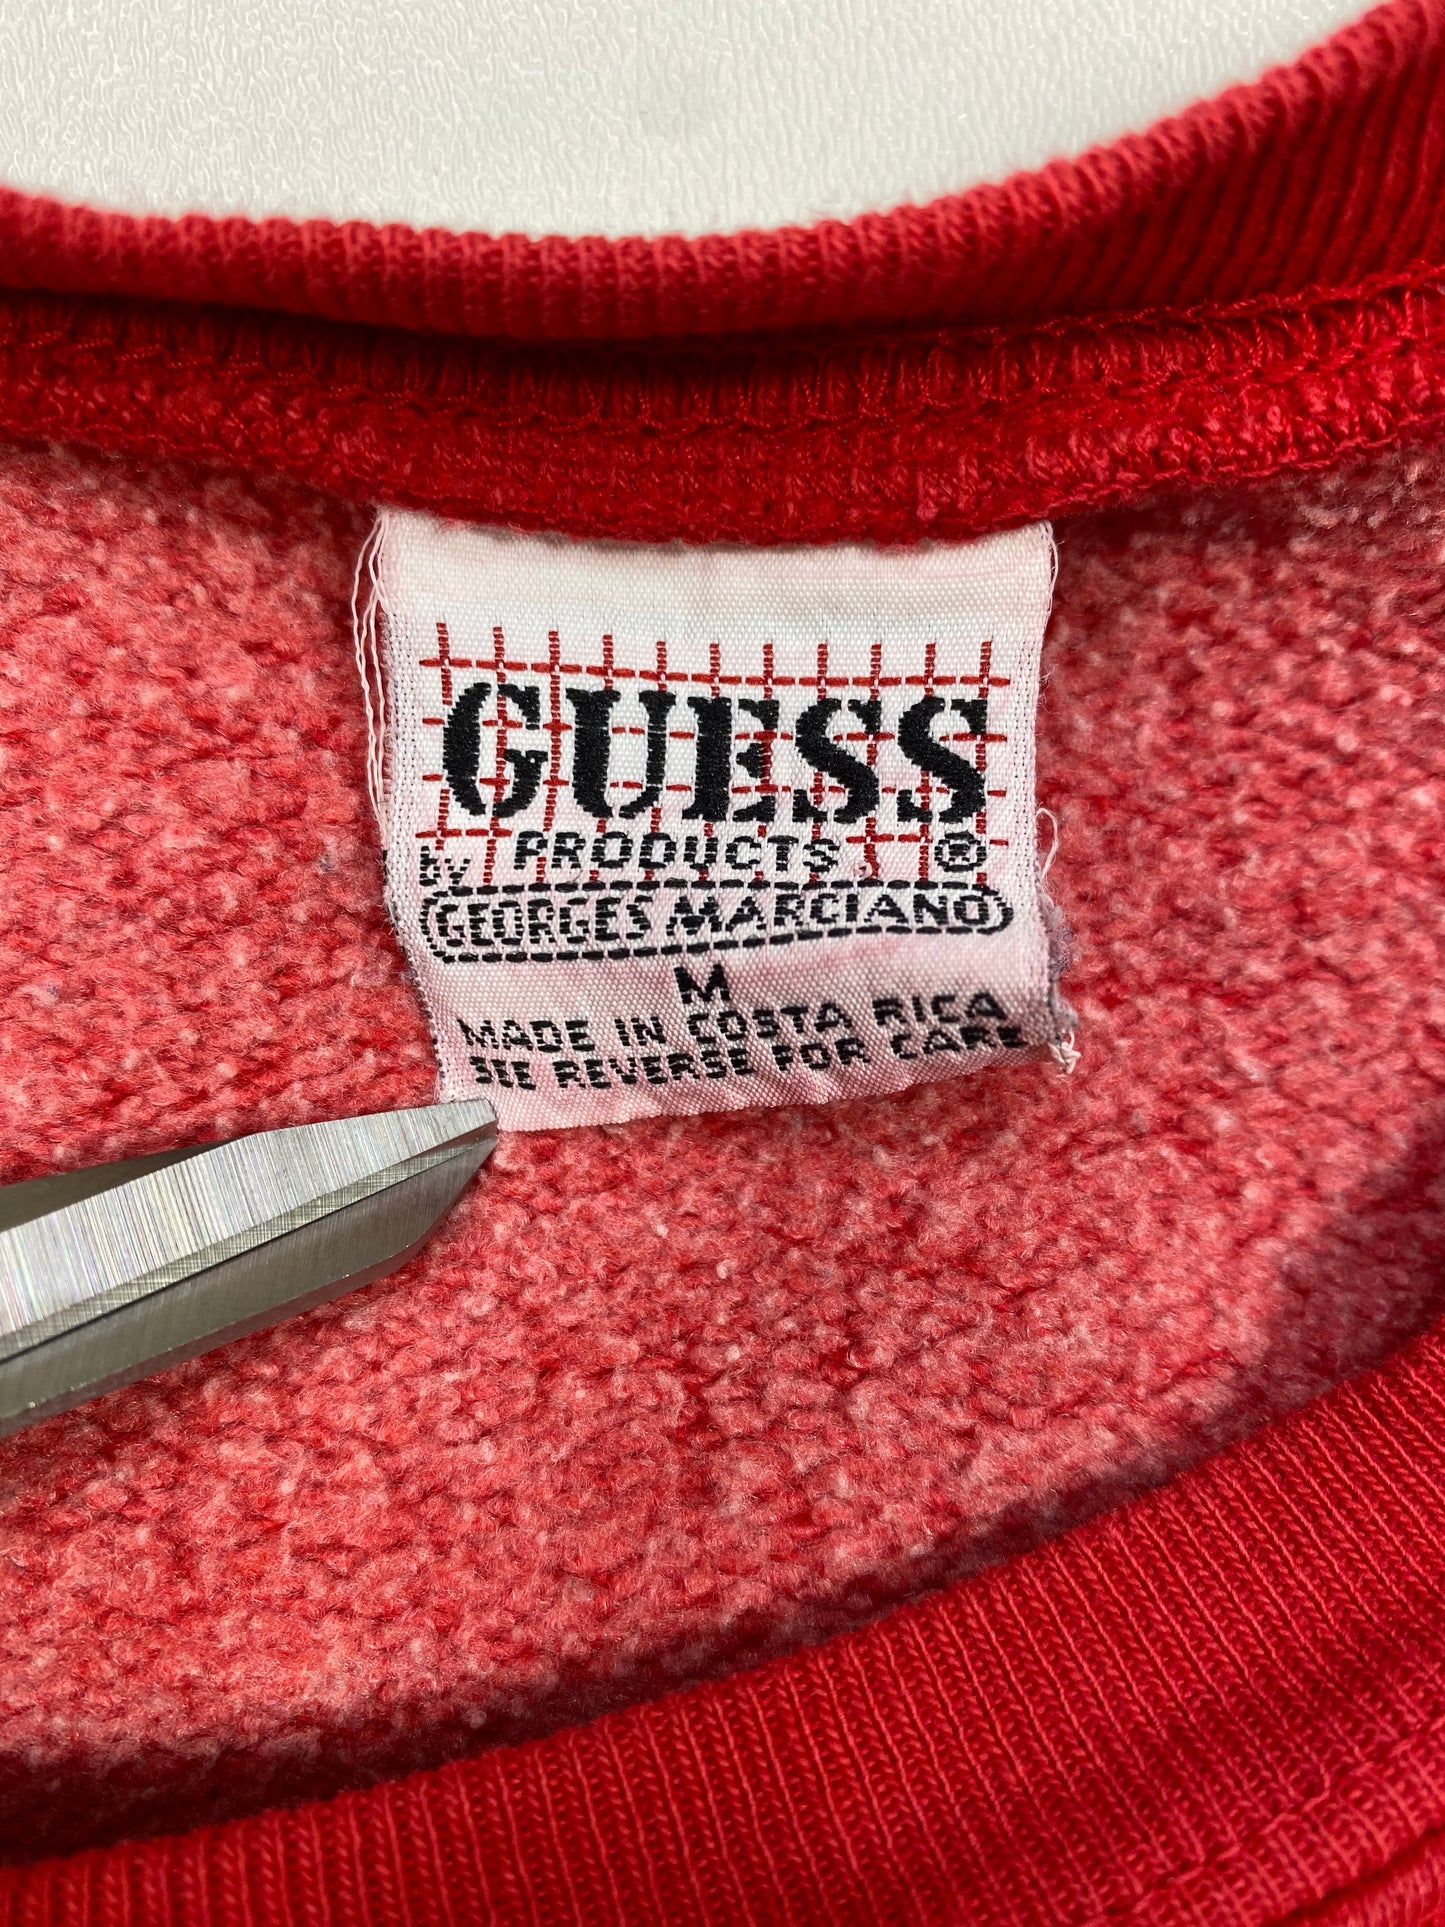 GUESS
PRODUCTS ®
by
GEORGES MARCIANO
M
MADE IN COSTA RICA
SEE REVERSE FOR CARE